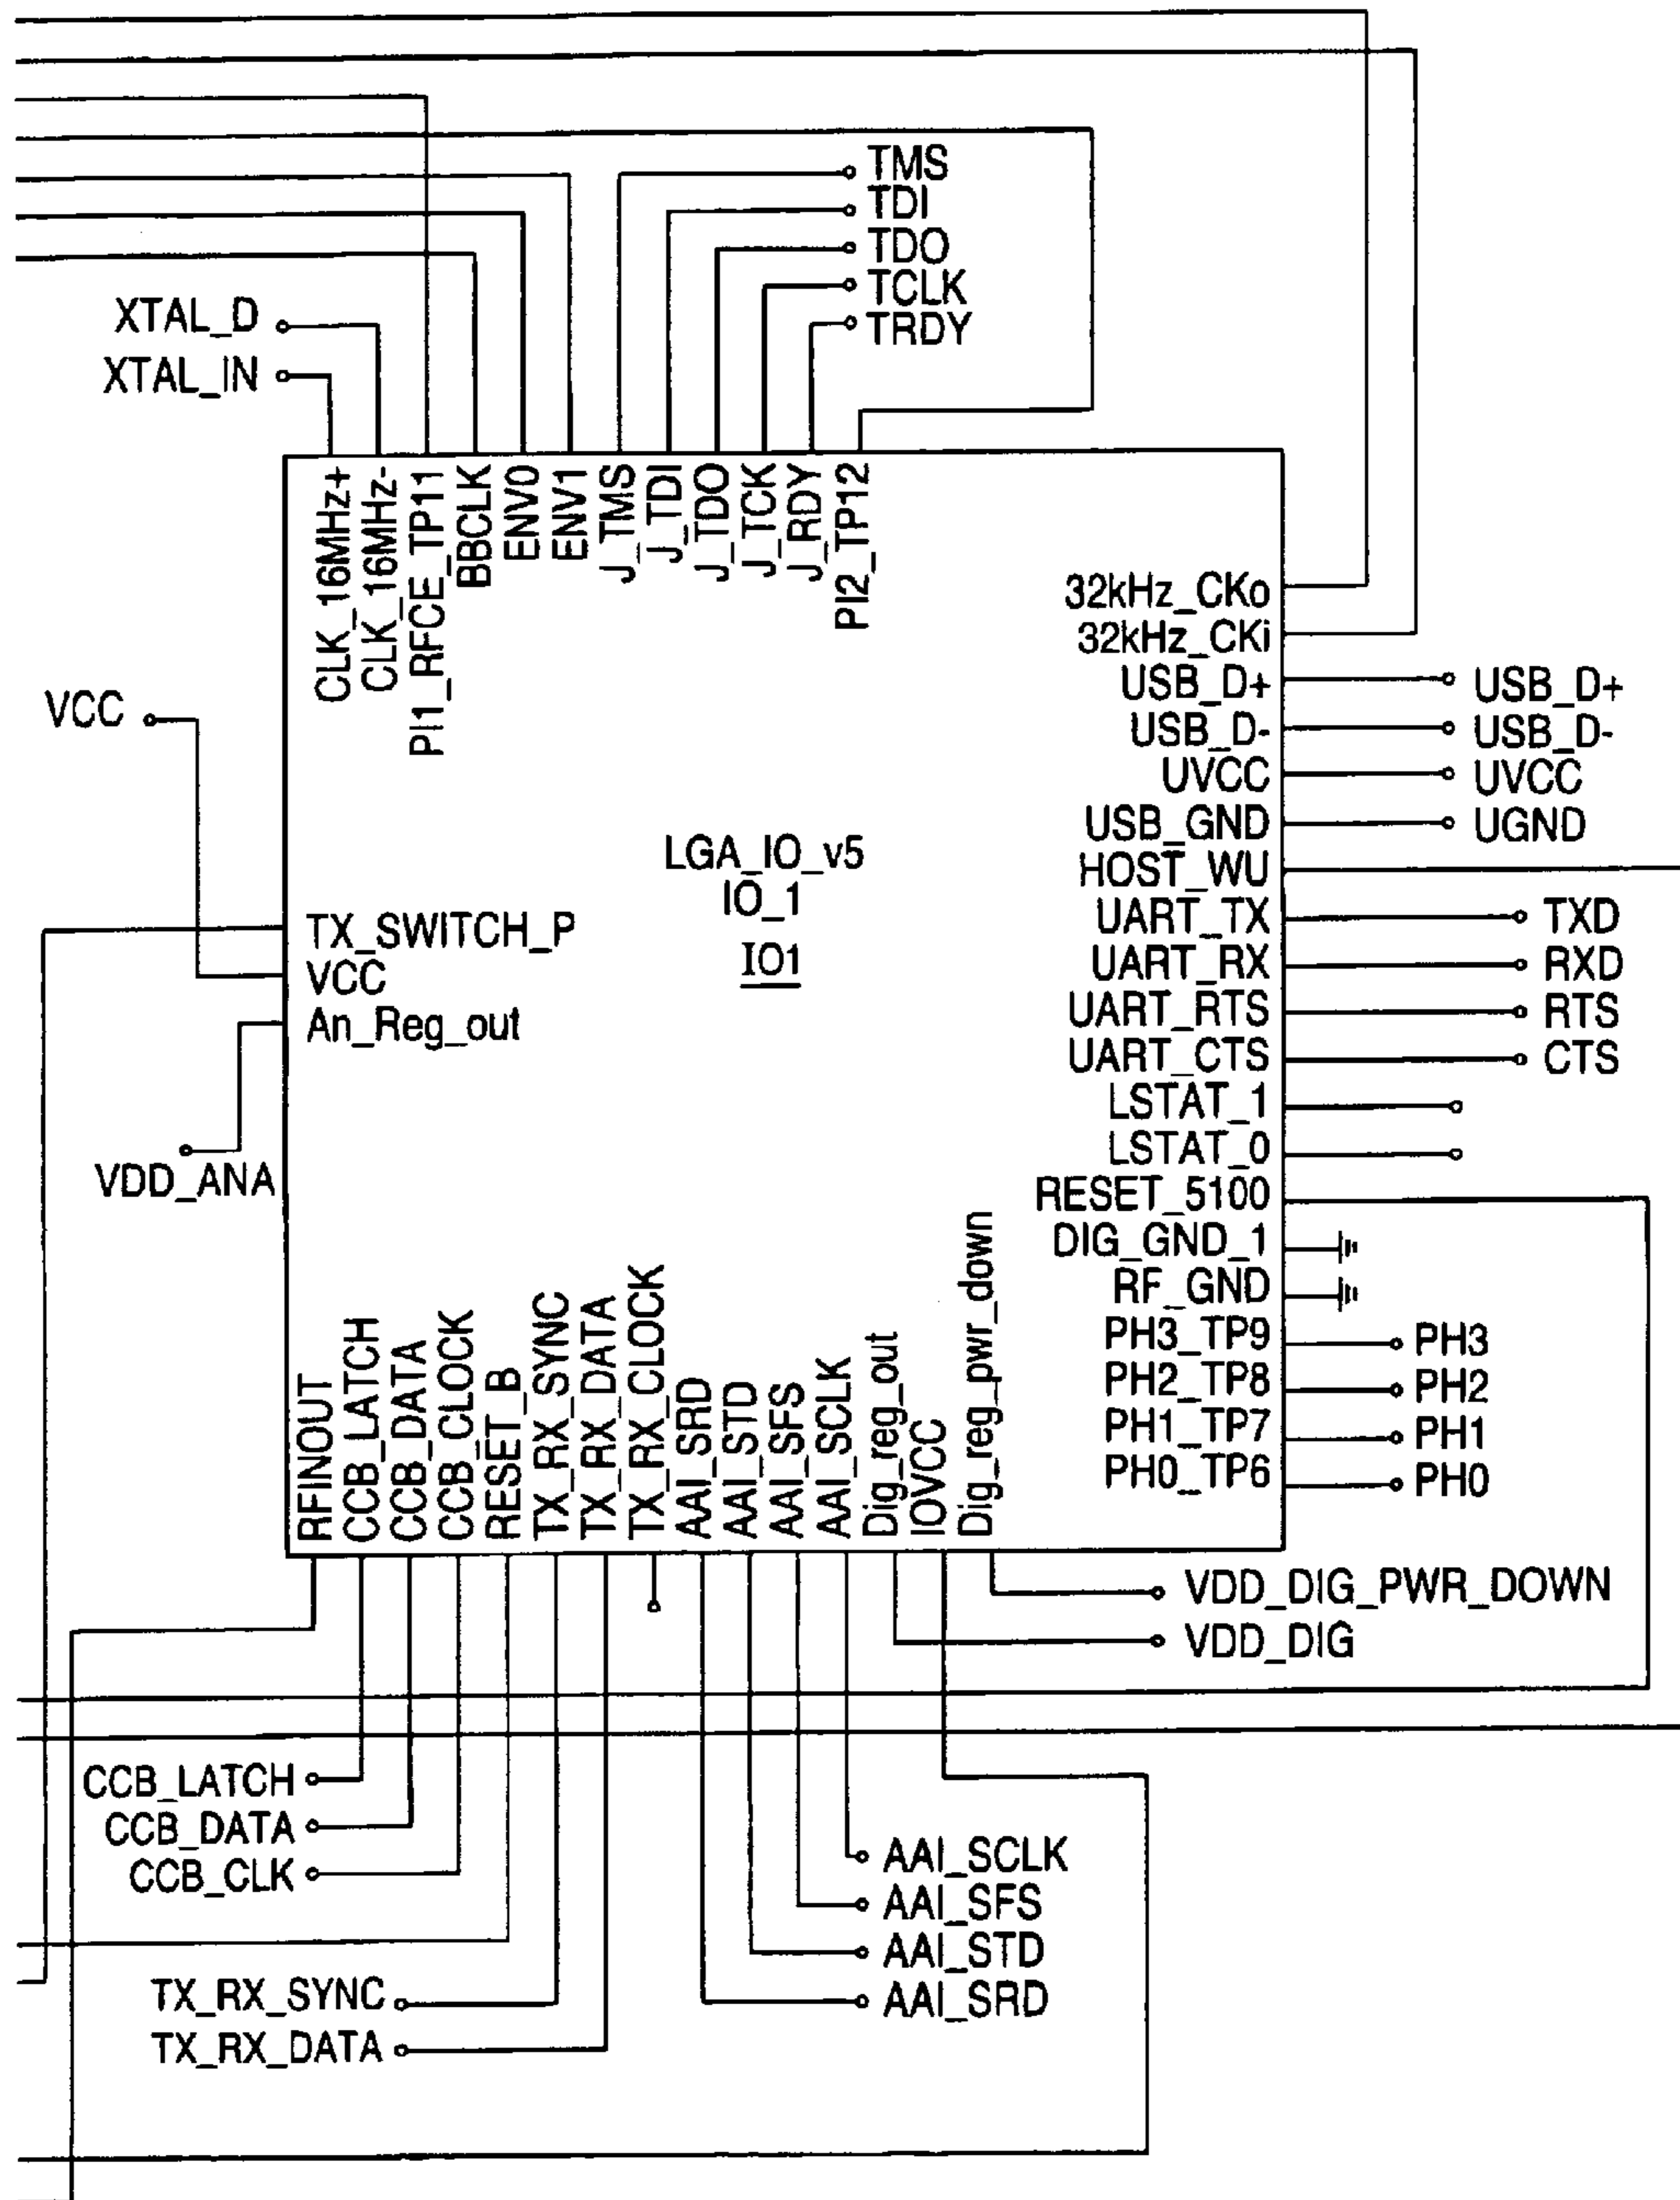 TMS
TDI
TDO
TCLK
TRDY
XTAL_D
XTAL_IN
CLK_16MHz+
CLK_16MHz-
PI1_RFCE_TP11
BBCLK
ENV0
ENV1
J_TMS
J_TDI
J_TDO
J_TCK
J_RDY
PI2_TP12
32kHz_CKo
32kHz_CKi
USB_D+ USB_D+
USB_D- USB_D-
UVCC UVCC
USB_GND UGND
HOST_WU
UART_TX TXD
UART_RX RXD
UART_RTS RTS
UART_CTS CTS
LSTAT_1
LSTAT_0
RESET_5100
DIG_GND_1
RF_GND
PH3_TP9 PH3
PH2_TP8 PH2
PH1_TP7 PH1
PH0_TP6 PH0
VCC
LGA_IO_v5
IO_1
IO1
TX_SWITCH_P
VCC
An_Reg_out
VDD_ANA
RFINOUT
CCB_LATCH
CCB_DATA
CCB_CLOCK
RESET_B
TX_RX_SYNC
TX_RX_DATA
TX_RX_CLOCK
AAI_SRD
AAI_STD
AAI_SFS
AAI_SCLK
Dig_reg_out
IOVCC
Dig_reg_pwr_down
VDD_DIG_PWR_DOWN
VDD_DIG
CCB_LATCH
CCB_DATA
CCB_CLK
AAI_SCLK
AAI_SFS
AAI_STD
AAI_SRD
TX_RX_SYNC
TX_RX_DATA